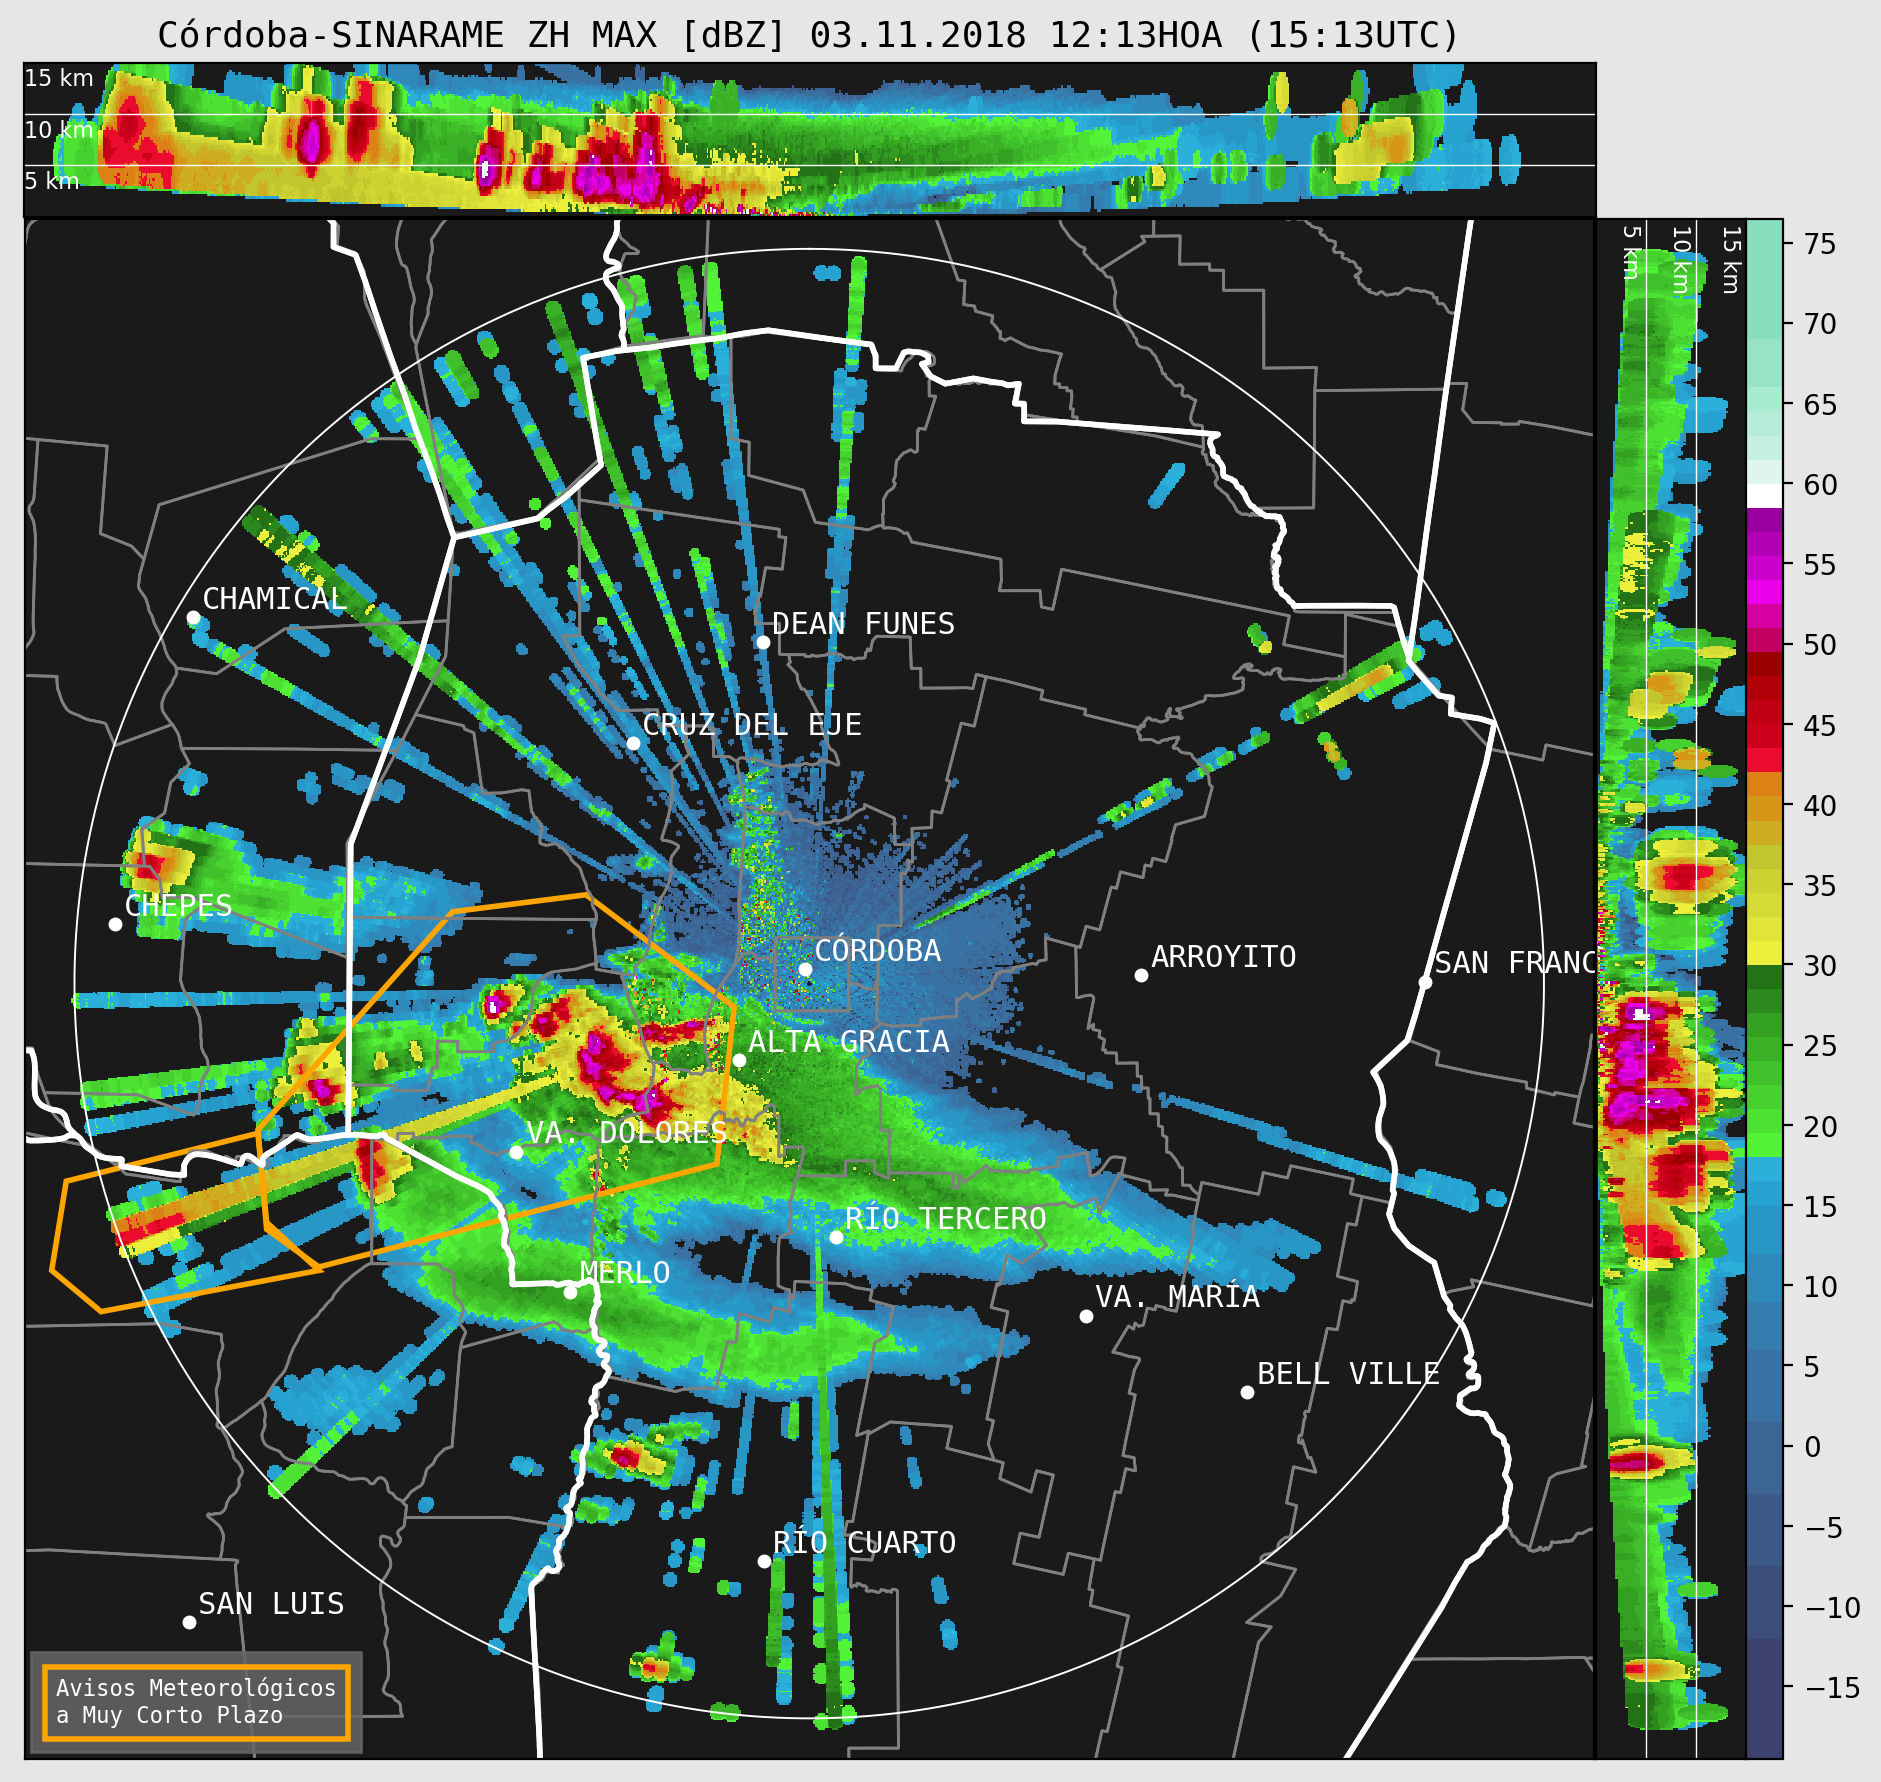 Córdoba-SINARAME ZH MAX [dBZ] 03.11.2018 12:13HOA (15:13UTC)
15 km
10 km
5 km
5 km
10 km
15 km
75
70
65
60
55
50
45
40
35
30
25
20
15
10
5
0
−5
−10
−15
CHAMICAL
DEAN FUNES
CRUZ DEL EJE
CHEPES
CÓRDOBA
ARROYITO
SAN FRANC
ALTA GRACIA
VA. DOLORES
RÍO TERCERO
MERLO
VA. MARÍA
BELL VILLE
RÍO CUARTO
SAN LUIS
Avisos Meteorológicos
a Muy Corto Plazo